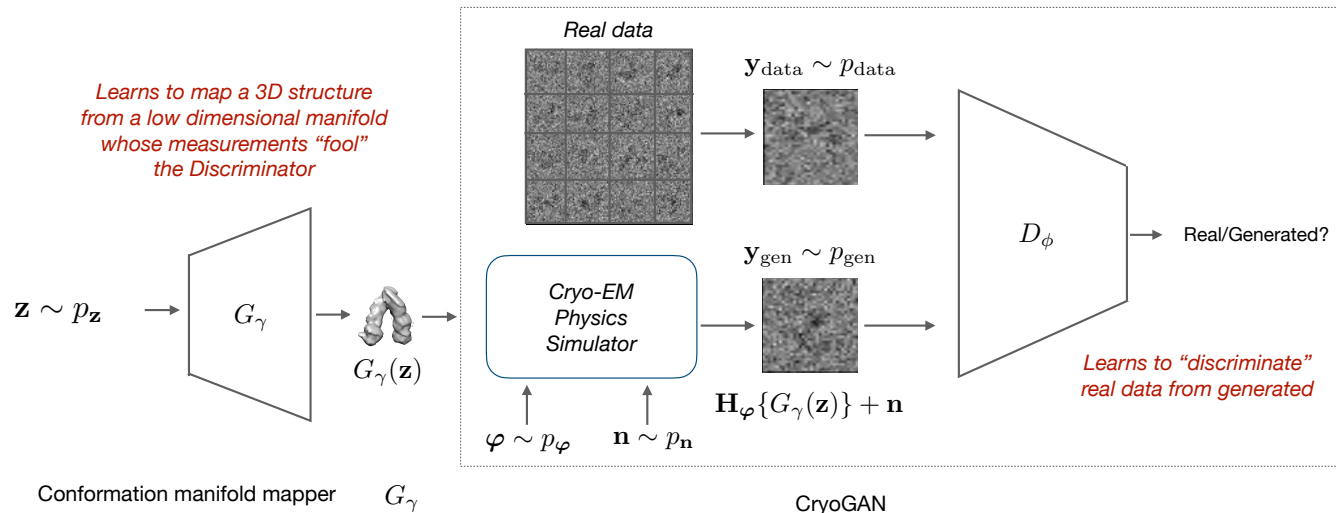 Real data
Learns to map a 3D structure
from a low dimensional manifold
whose measurements “fool”
the Discriminator
𝐲_data ∼ p_data
D_ϕ
Real/Generated?
𝐳 ∼ p_𝐳
G_γ
G_γ(𝐳)
Cryo-EM
Physics
Simulator
𝐲_gen ∼ p_gen
𝐇_𝝋{G_γ(𝐳)} + 𝐧
Learns to “discriminate”
real data from generated
𝝋 ∼ p_𝝋
𝐧 ∼ p_𝐧
Conformation manifold mapper G_γ
CryoGAN